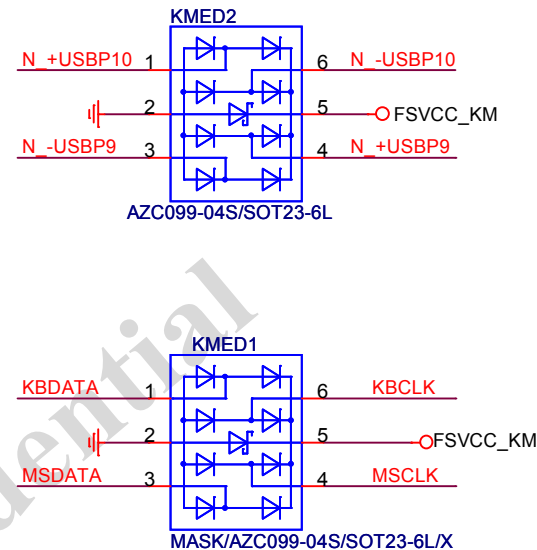 KMED2
N_+USBP10 1 6 N_-USBP10
2 5 FSVCC_KM
N_-USBP9 3 4 N_+USBP9
AZC099-04S/SOT23-6L
KMED1
KBDATA 1 6 KBCLK
2 5 FSVCC_KM
MSDATA 3 4 MSCLK
MASK/AZC099-04S/SOT23-6L/X
dential